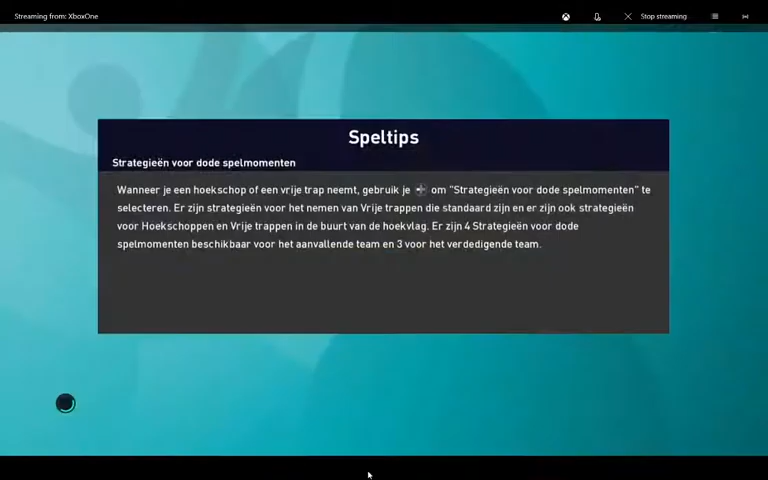 Streaming from: XboxOne
Stop streaming
Speltips
Strategieën voor dode spelmomenten
Wanneer je een hoekschop of een vrije trap neemt, gebruik je om "Strategieën voor dode spelmomenten" te
selecteren. Er zijn strategieën voor het nemen van Vrije trappen die standaard zijn en er zijn ook strategieën
voor Hoekschoppen en Vrije trappen in de buurt van de hoekvlag. Er zijn 4 Strategieën voor dode
spelmomenten beschikbaar voor het aanvallende team en 3 voor het verdedigende team.